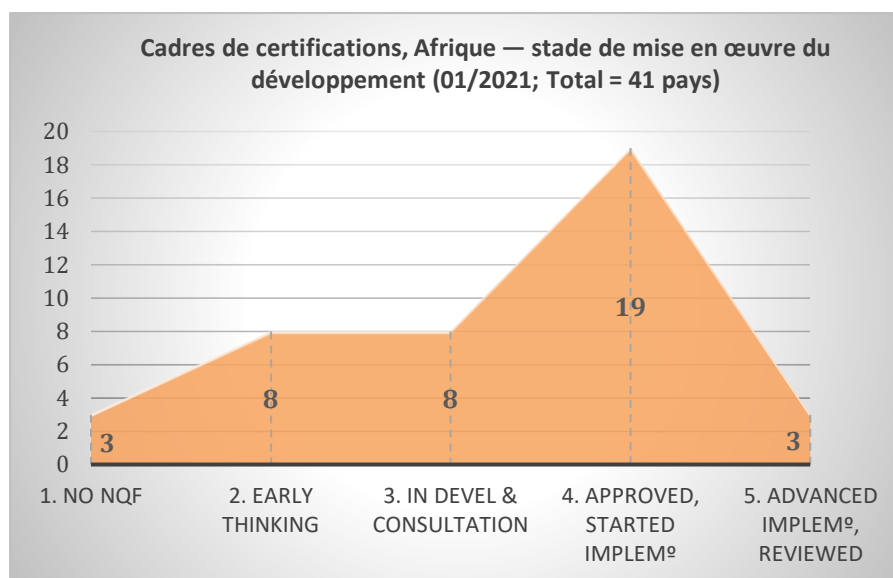 Cadres de certifications, Afrique — stade de mise en œuvre du
développement (01/2021; Total = 41 pays)
20
18
16
14
12
10
8
6
4
2
0
3
8
8
19
3
1. NO NQF
2. EARLY
THINKING
3. IN DEVEL &
CONSULTATION
4. APPROVED,
STARTED
IMPLEMº
5. ADVANCED
IMPLEMº,
REVIEWED